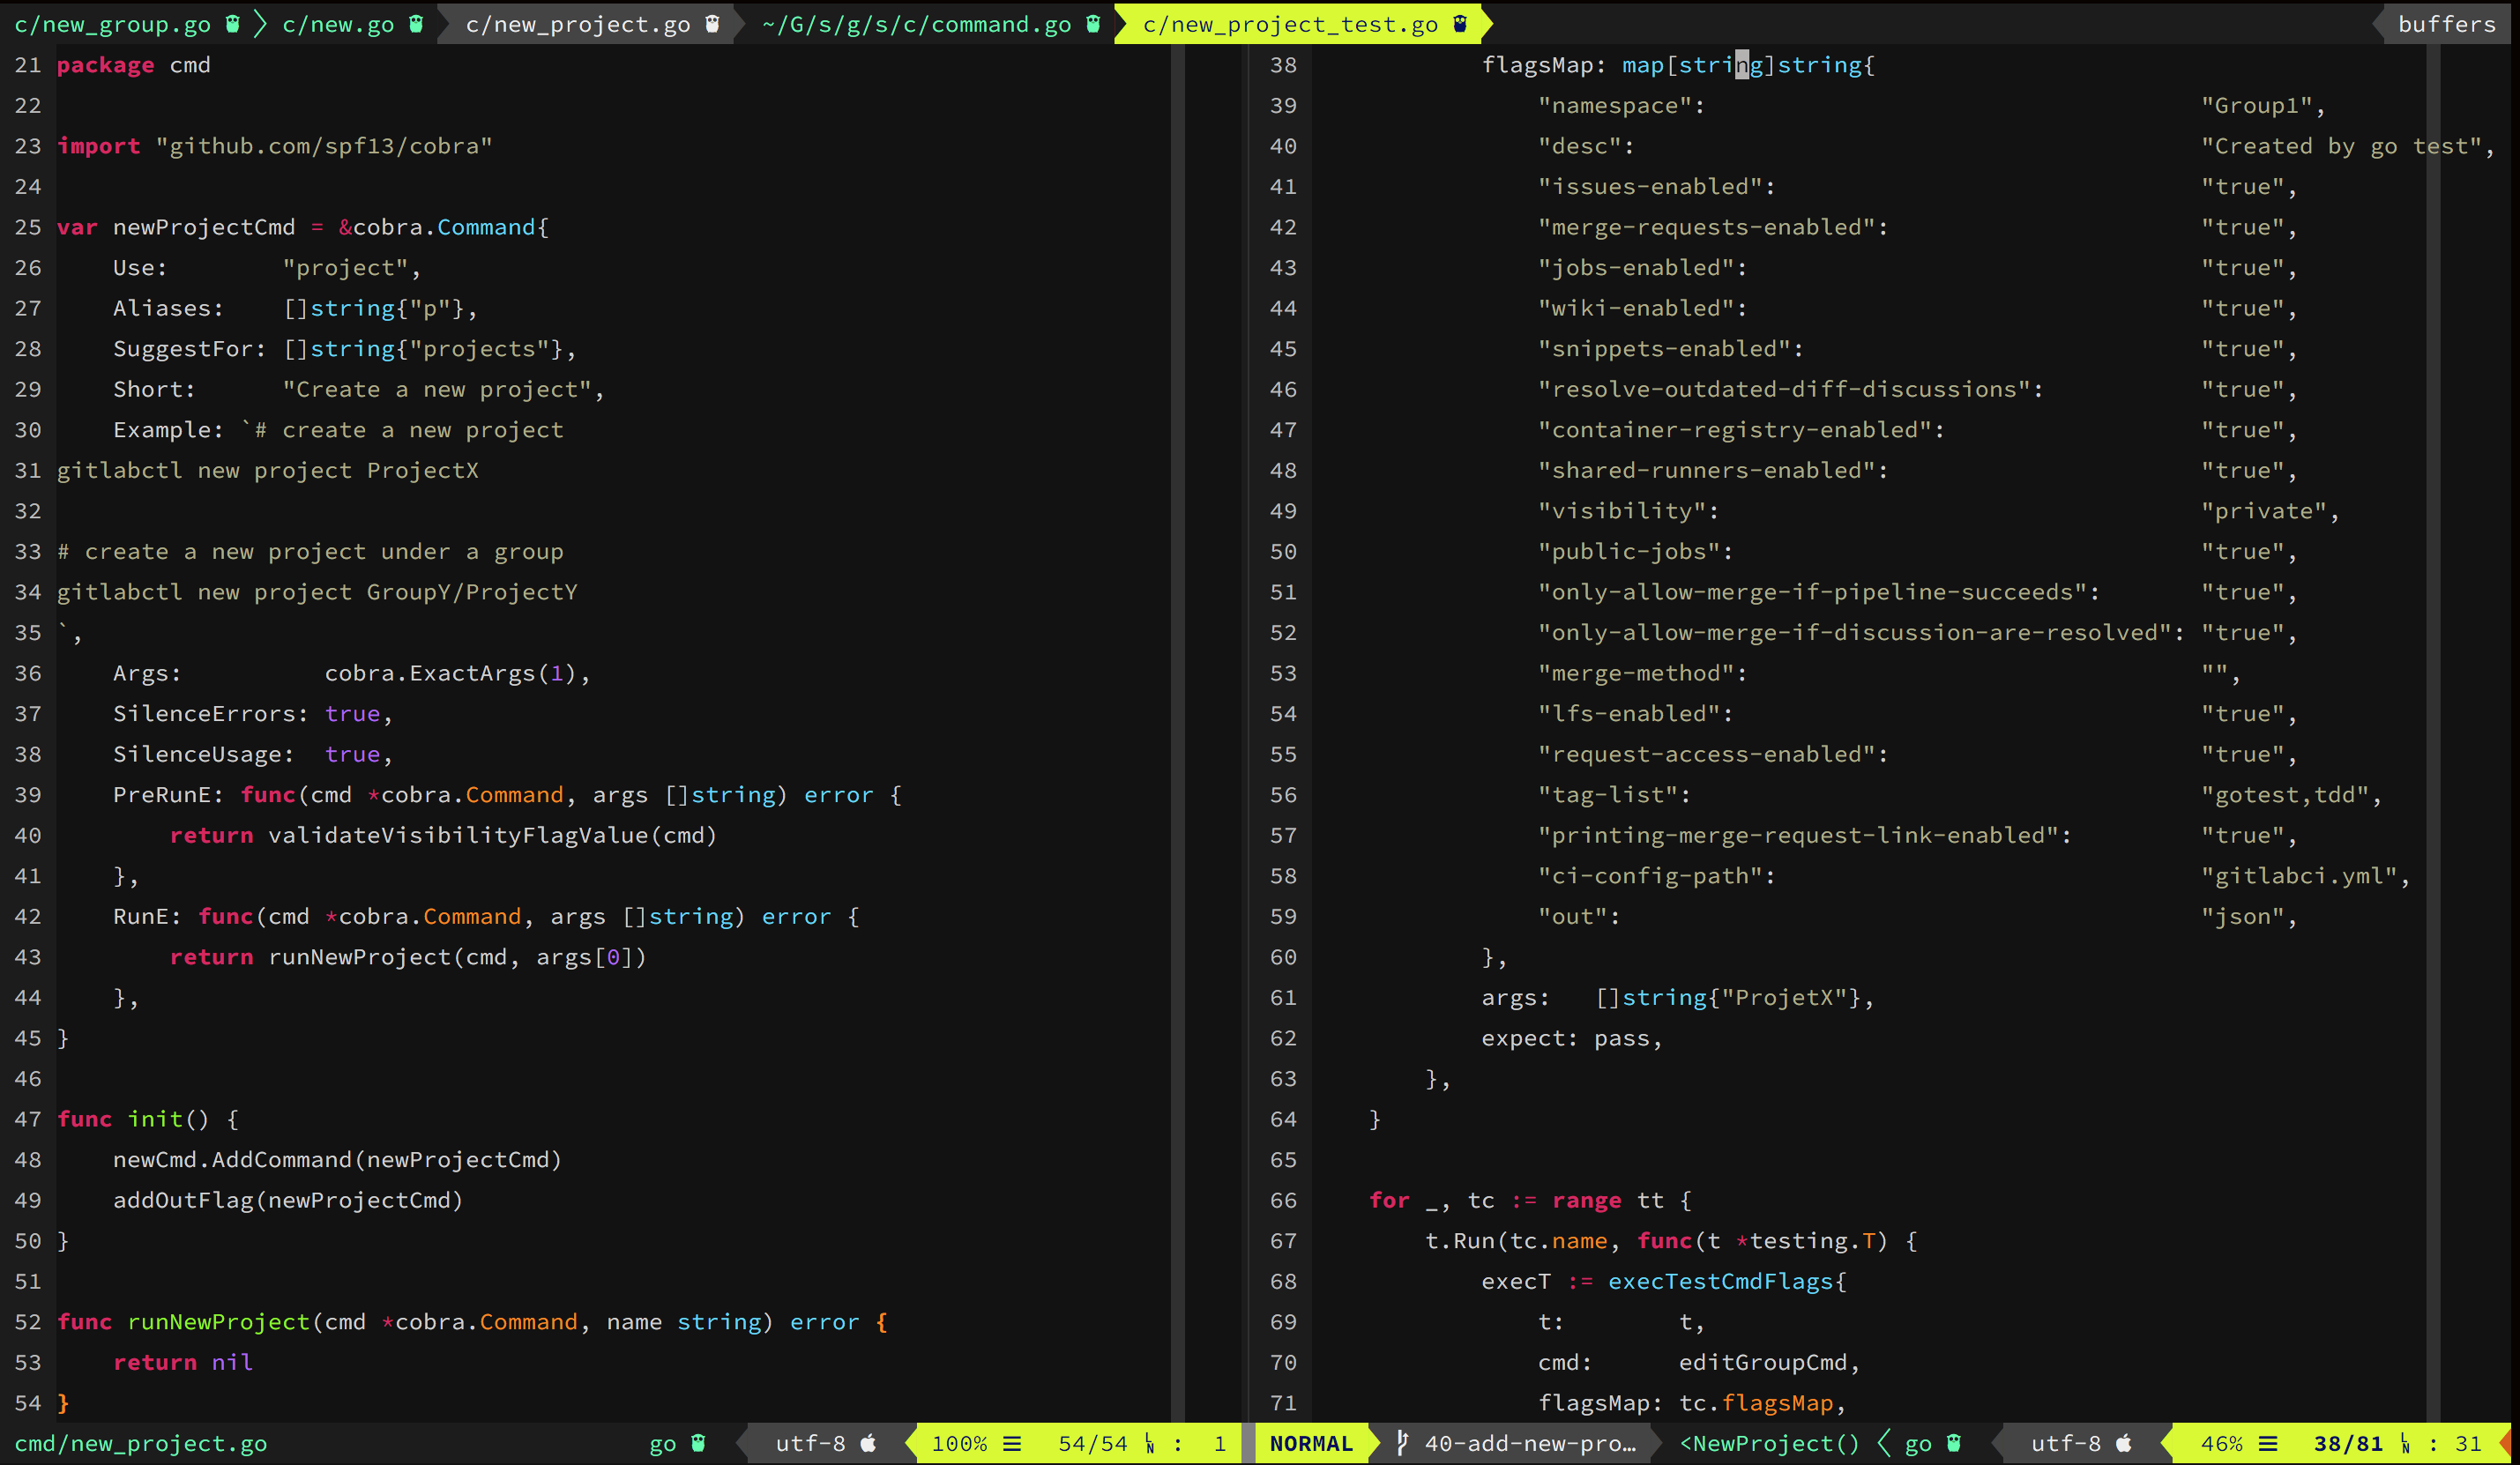 c/new_group.go c/new.go c/new_project.go ~/G/s/g/s/c/command.go c/new_project_test.go buffers
21 package cmd
22
23 import "github.com/spf13/cobra"
24
25 var newProjectCmd = &cobra.Command{
26     Use:        "project",
27     Aliases:    []string{"p"},
28     SuggestFor: []string{"projects"},
29     Short:      "Create a new project",
30     Example: `# create a new project
31 gitlabctl new project ProjectX
32
33 # create a new project under a group
34 gitlabctl new project GroupY/ProjectY
35 `,
36     Args:          cobra.ExactArgs(1),
37     SilenceErrors: true,
38     SilenceUsage:  true,
39     PreRunE: func(cmd *cobra.Command, args []string) error {
40         return validateVisibilityFlagValue(cmd)
41     },
42     RunE: func(cmd *cobra.Command, args []string) error {
43         return runNewProject(cmd, args[0])
44     },
45 }
46
47 func init() {
48     newCmd.AddCommand(newProjectCmd)
49     addOutFlag(newProjectCmd)
50 }
51
52 func runNewProject(cmd *cobra.Command, name string) error {
53     return nil
54 }
cmd/new_project.go go utf-8 100% ☰ 54/54 ㏑ : 1
38             flagsMap: map[string]string{
39                 "namespace":                                   "Group1",
40                 "desc":                                        "Created by go test",
41                 "issues-enabled":                              "true",
42                 "merge-requests-enabled":                      "true",
43                 "jobs-enabled":                                "true",
44                 "wiki-enabled":                                "true",
45                 "snippets-enabled":                            "true",
46                 "resolve-outdated-diff-discussions":           "true",
47                 "container-registry-enabled":                  "true",
48                 "shared-runners-enabled":                      "true",
49                 "visibility":                                  "private",
50                 "public-jobs":                                 "true",
51                 "only-allow-merge-if-pipeline-succeeds":       "true",
52                 "only-allow-merge-if-discussion-are-resolved": "true",
53                 "merge-method":                                "",
54                 "lfs-enabled":                                 "true",
55                 "request-access-enabled":                      "true",
56                 "tag-list":                                    "gotest,tdd",
57                 "printing-merge-request-link-enabled":         "true",
58                 "ci-config-path":                              "gitlabci.yml",
59                 "out":                                         "json",
60             },
61             args:   []string{"ProjetX"},
62             expect: pass,
63         },
64     }
65
66     for _, tc := range tt {
67         t.Run(tc.name, func(t *testing.T) {
68             execT := execTestCmdFlags{
69                 t:        t,
70                 cmd:      editGroupCmd,
71                 flagsMap: tc.flagsMap,
NORMAL 40-add-new-pro… <NewProject() go utf-8 46% ☰ 38/81 ㏑ : 31